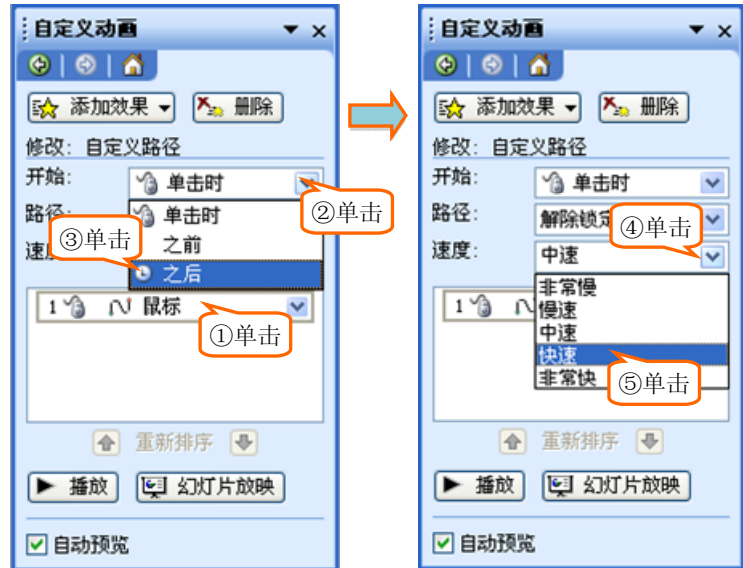 自定义动画
添加效果 删除
修改: 自定义路径
开始: 单击时
②单击
路径: 单击时
③单击 之前
速 之后
1 鼠标
①单击
重新排序
播放 幻灯片放映
自动预览
自定义动画
添加效果 删除
修改: 自定义路径
开始: 单击时
路径: 解除锁定
④单击
速度: 中速
非常慢
1 慢速
中速
快速
非常快 ⑤单击
重新排序
播放 幻灯片放映
自动预览